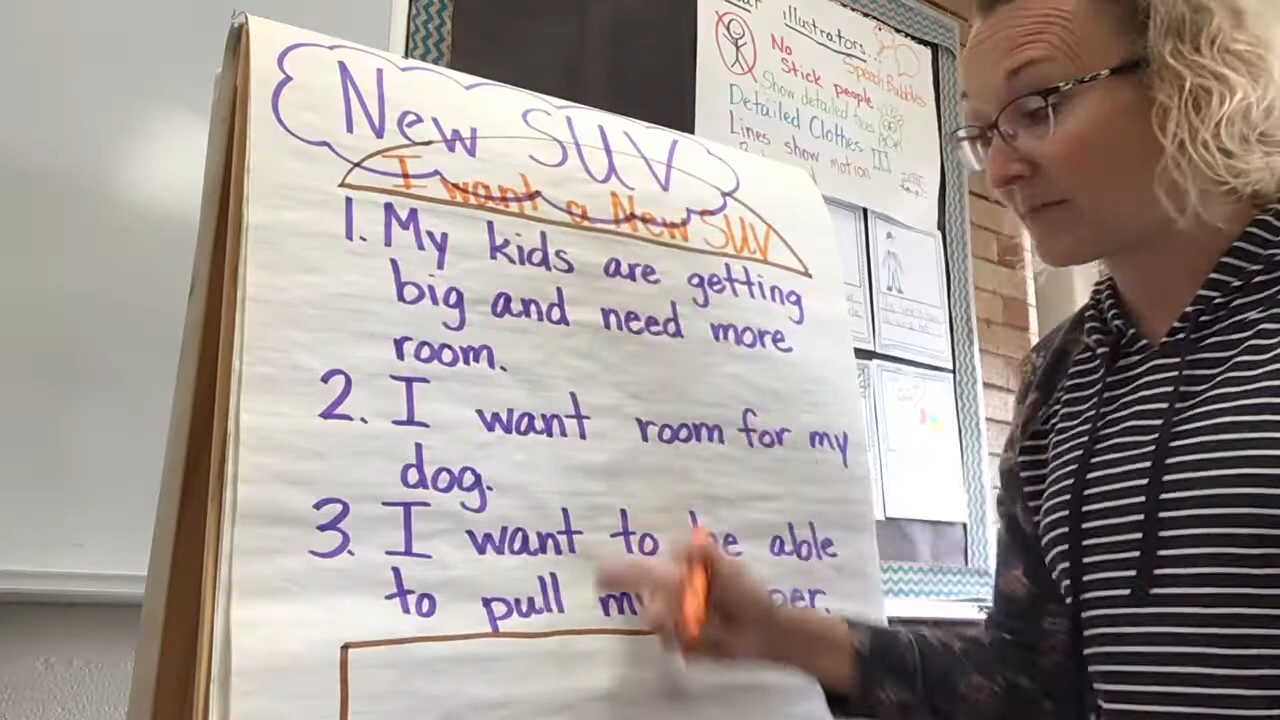 New SUV
I want a New SUV
1. My kids are getting
big and need more
room.
2. I want room for my
dog.
3. I want to be able
to pull my
illustrators...
No
Stick people
Speech Bubbles
Show detailed faces
Detailed Clothes
Lines show motion